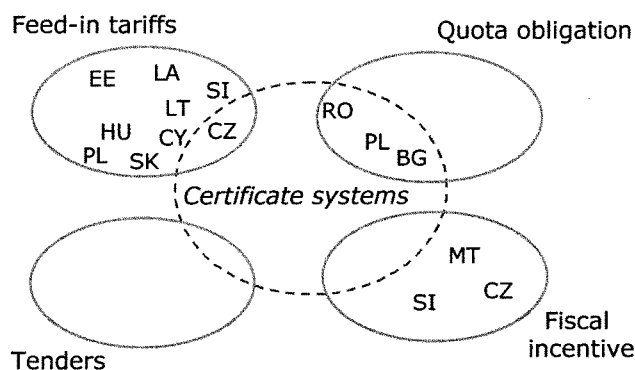 Feed-in tariffs
Quota obligation
EE LA SI
LT
HU CY CZ
PL SK
RO
PL
BG
Certificate systems
MT
SI CZ
Tenders
Fiscal
incentive